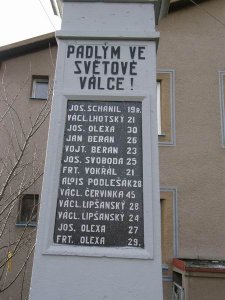 PADLÝM VE
SVĚTOVÉ
VÁLCE!
JOS. SCHANIL 19R.
VÁCL. LHOTSKÝ 21
JOS. OLEXA 30
JAN BERAN 26
VOJT. BERAN 23
JOS. SVOBODA 25
FRT. VOKRÁL 21
ALOIS PODLEŠÁK 28
VÁCL. ČERVINKA 45
VÁCL. LIPŠANSKÝ 28
VÁCL. LIPŠANSKÝ 24
JOS. OLEXA 27
FRT. OLEXA 29.